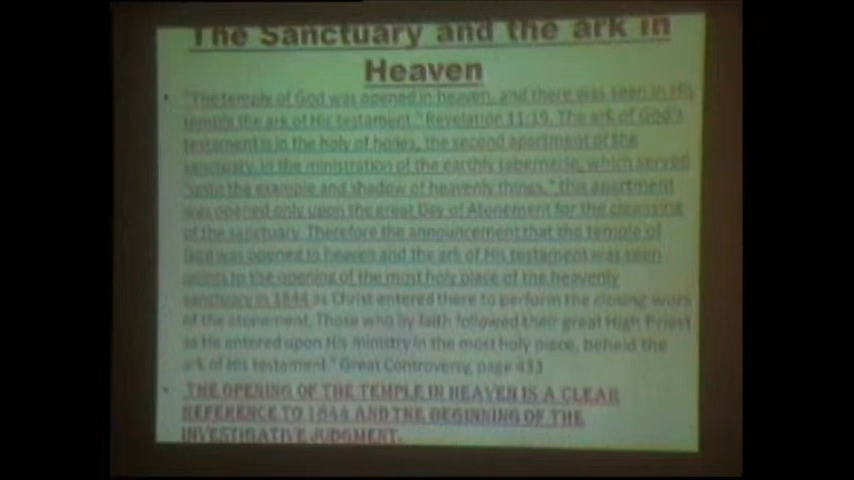 The Sanctuary and the ark in
Heaven
• "The temple of God was opened in heaven, and there was seen in His
temple the ark of His testament." Revelation 11:19. The ark of God's
testament is in the holy of holies, the second apartment of the
sanctuary. In the ministration of the earthly tabernacle, which served
"unto the example and shadow of heavenly things," this apartment
was opened only upon the great Day of Atonement for the cleansing
of the sanctuary. Therefore the announcement that the temple of
God was opened in heaven and the ark of His testament was seen
points to the opening of the most holy place of the heavenly
sanctuary in 1844 as Christ entered there to perform the closing work
of the atonement. Those who by faith followed their great High Priest
as He entered upon His ministry in the most holy place, beheld the
ark of His testament." Great Controversy, page 433
• THE OPENING OF THE TEMPLE IN HEAVEN IS A CLEAR
REFERENCE TO 1844 AND THE BEGINNING OF THE
INVESTIGATIVE JUDGMENT.